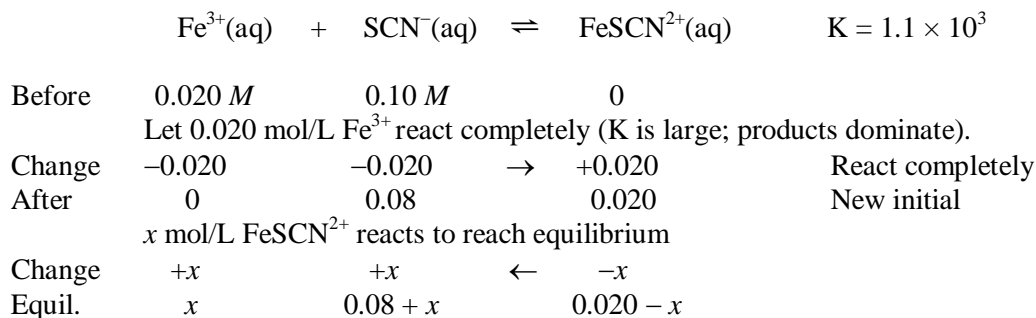 Fe³⁺(aq) + SCN⁻(aq) ⇌ FeSCN²⁺(aq) K = 1.1 × 10³
Before 0.020 M 0.10 M 0
Let 0.020 mol/L Fe³⁺ react completely (K is large; products dominate).
Change −0.020 −0.020 → +0.020 React completely
After 0 0.08 0.020 New initial
x mol/L FeSCN²⁺ reacts to reach equilibrium
Change +x +x ← −x
Equil. x 0.08 + x 0.020 − x